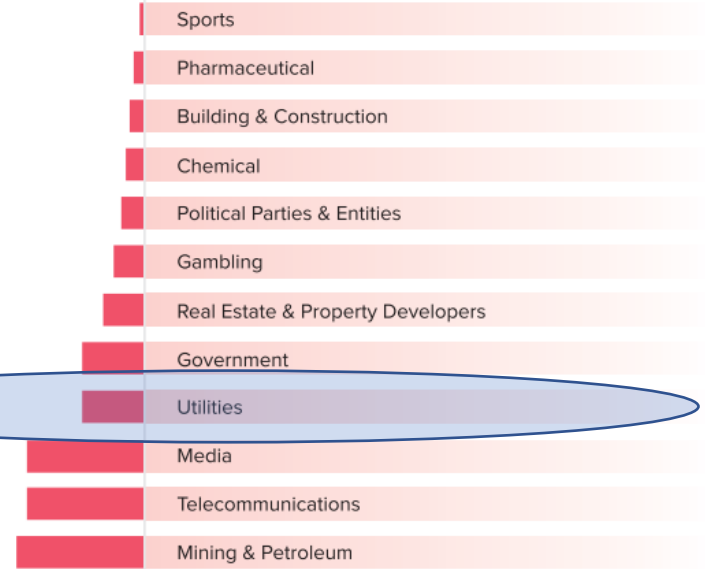 Sports
Pharmaceutical
Building & Construction
Chemical
Political Parties & Entities
Gambling
Real Estate & Property Developers
Government
Utilities
Media
Telecommunications
Mining & Petroleum